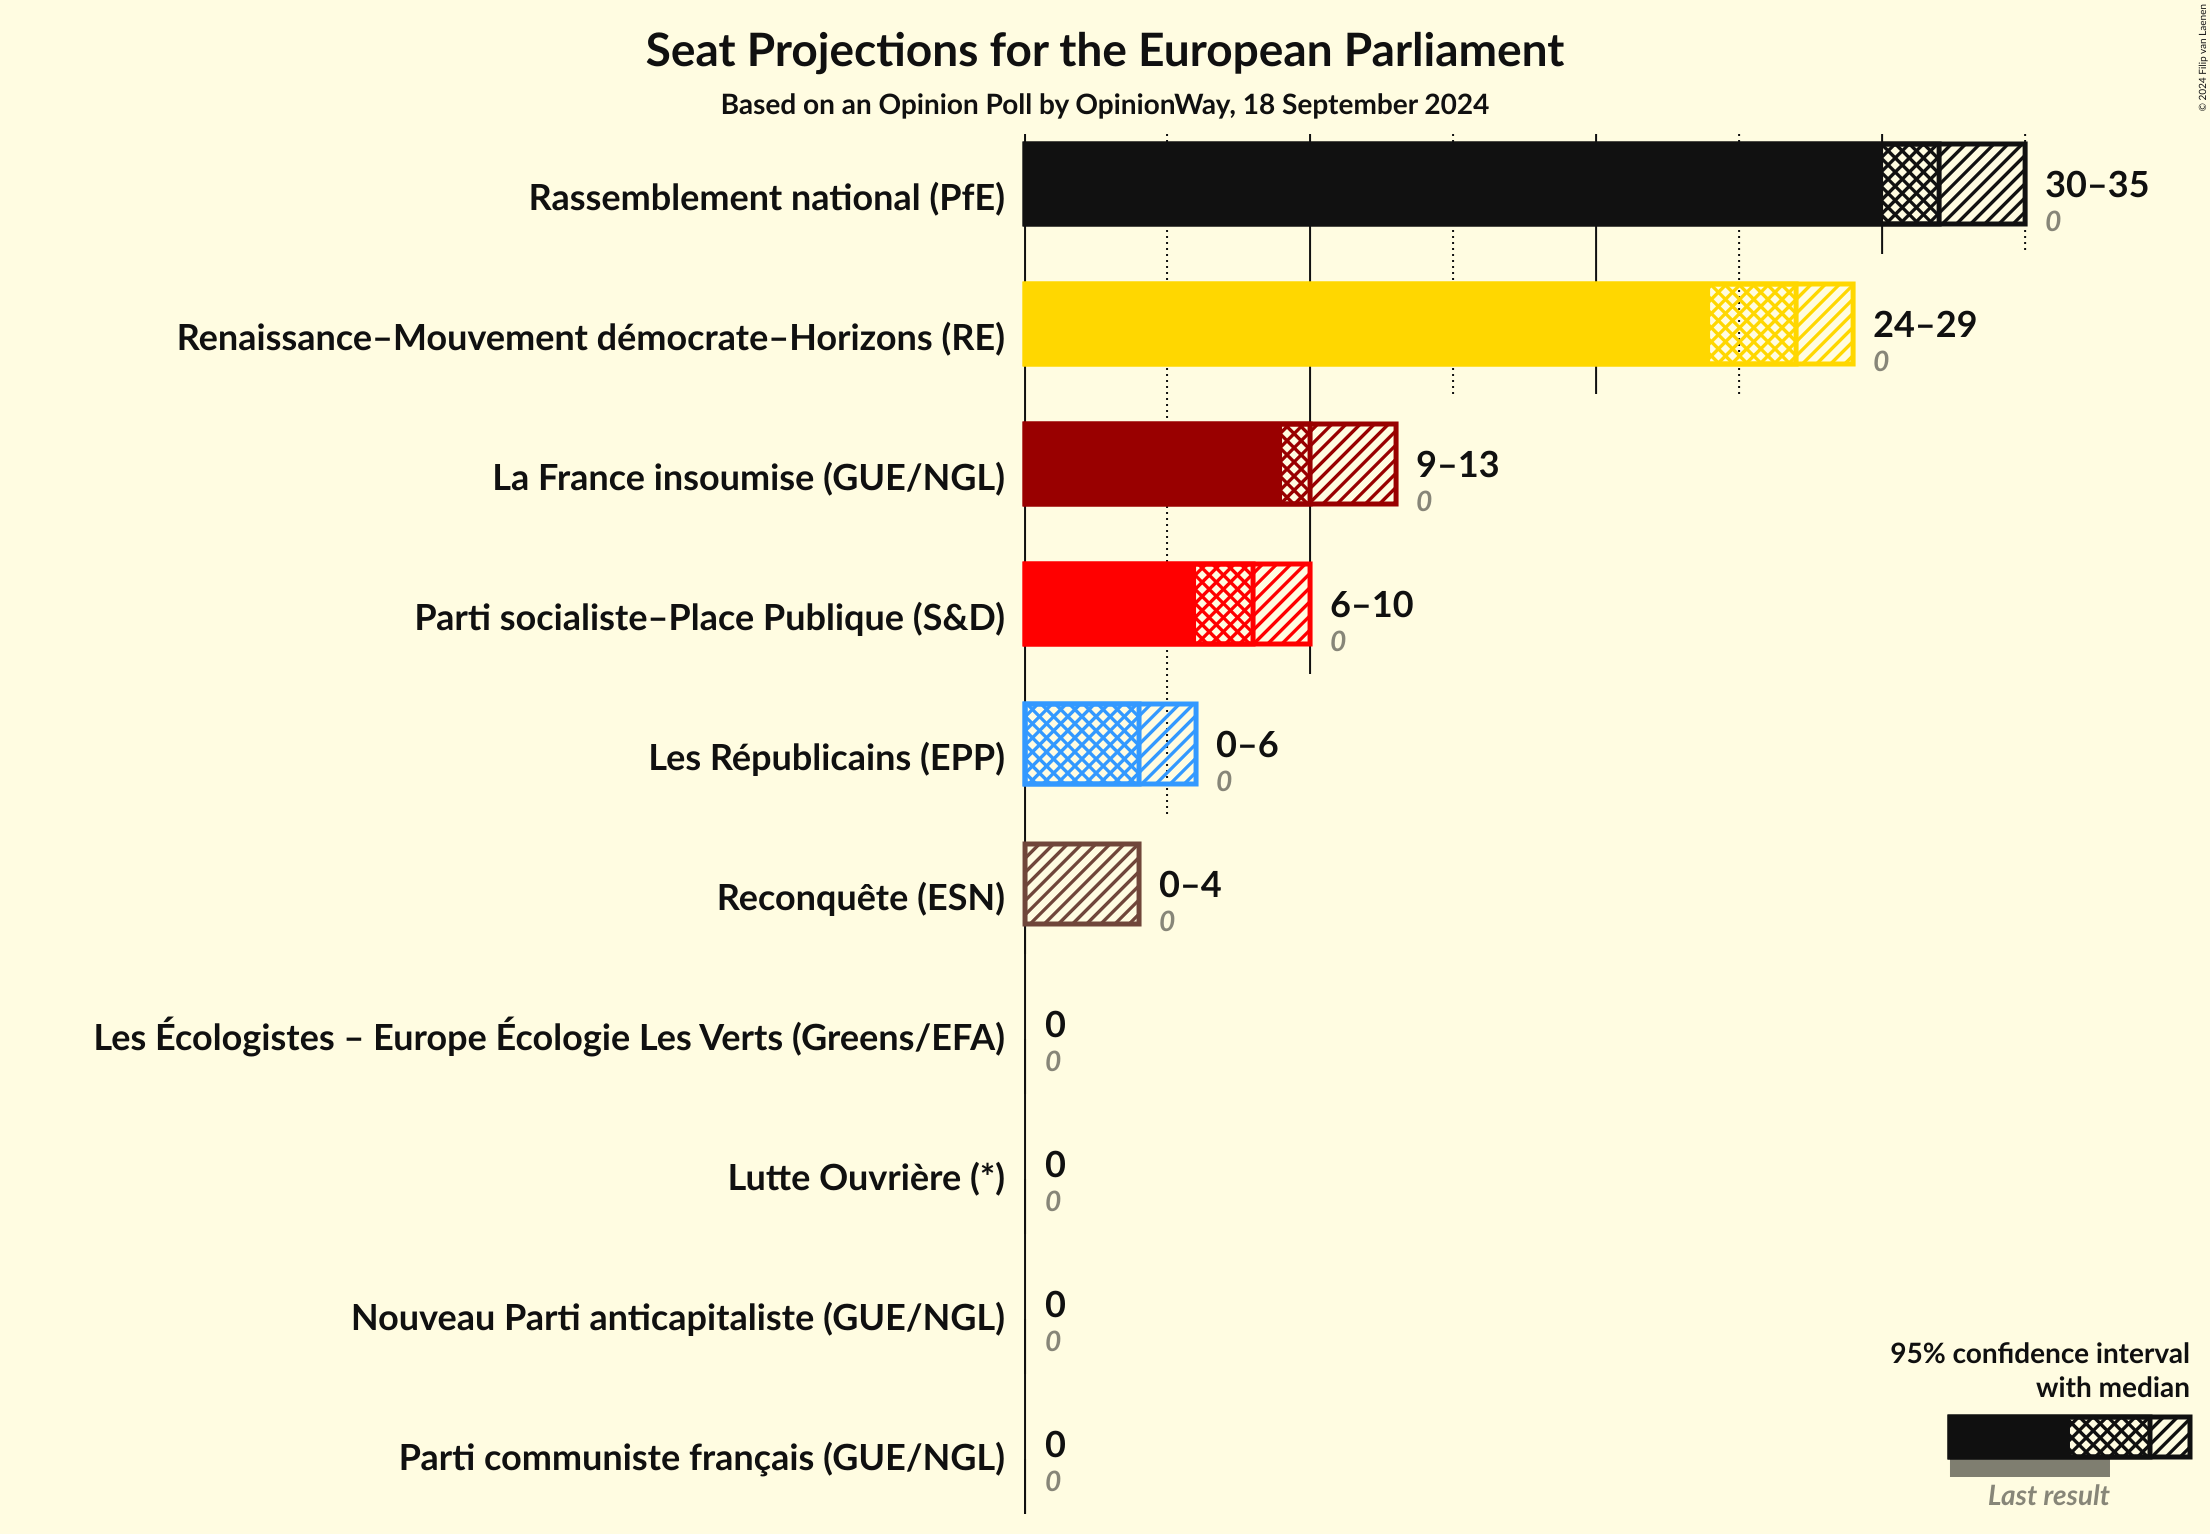 Seat Projections for the European Parliament
Based on an Opinion Poll by OpinionWay, 18 September 2024
© 2024 Filip van Laenen
Rassemblement national (PfE)
30–35
0
Renaissance–Mouvement démocrate–Horizons (RE)
24–29
0
La France insoumise (GUE/NGL)
9–13
0
Parti socialiste–Place Publique (S&D)
6–10
0
Les Républicains (EPP)
0–6
0
Reconquête (ESN)
0–4
0
Les Écologistes – Europe Écologie Les Verts (Greens/EFA)
0
0
Lutte Ouvrière (*)
0
0
Nouveau Parti anticapitaliste (GUE/NGL)
0
0
Parti communiste français (GUE/NGL)
0
0
95% confidence interval
with median
Last result